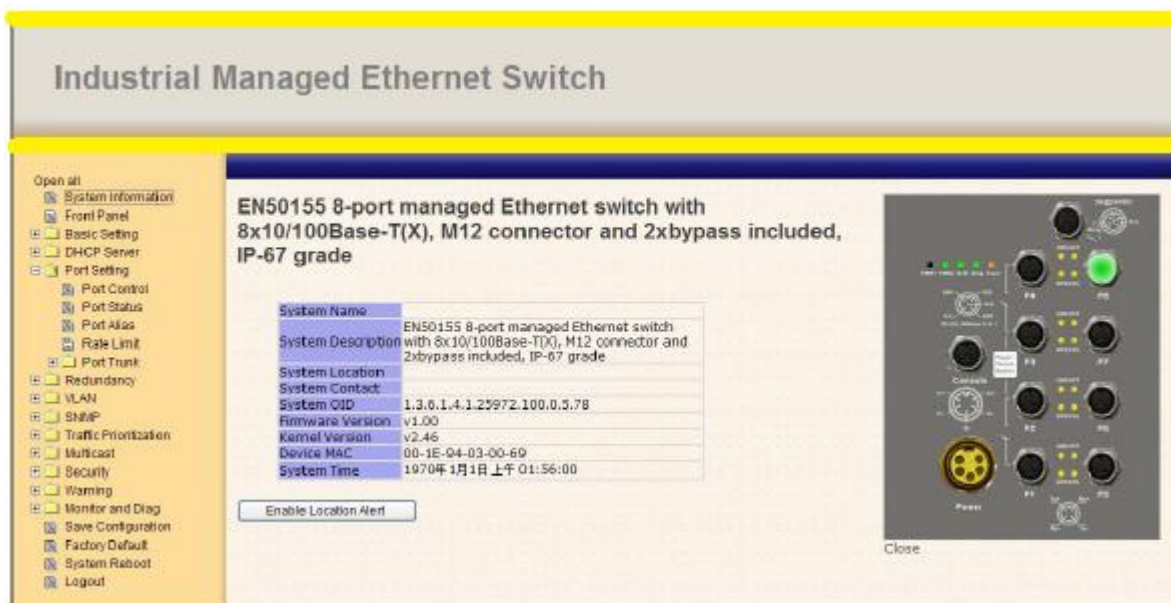 Industrial Managed Ethernet Switch
Open all
System Information
Front Panel
Basic Setting
DHCP Server
Port Setting
Port Control
Port Status
Port Alias
Rate Limit
Port Trunk
Redundancy
VLAN
SNMP
Traffic Prioritization
Multicast
Security
Warning
Monitor and Diag
Save Configuration
Factory Default
System Reboot
Logout
EN50155 8-port managed Ethernet switch with
8x10/100Base-T(X), M12 connector and 2xbypass included,
IP-67 grade
System Name
System Description
EN50155 8-port managed Ethernet switch
with 8x10/100Base-T(X), M12 connector and
2xbypass included, IP-67 grade
System Location
System Contact
System OID 1.3.6.1.4.1.25972.100.0.5.78
Firmware Version v1.00
Kernel Version v2.46
Device MAC 00-1E-94-03-00-69
System Time 1970年1月1日 上午 01:56:00
Enable Location Alert
Console
Power
P3
P7
P2
P1
Close